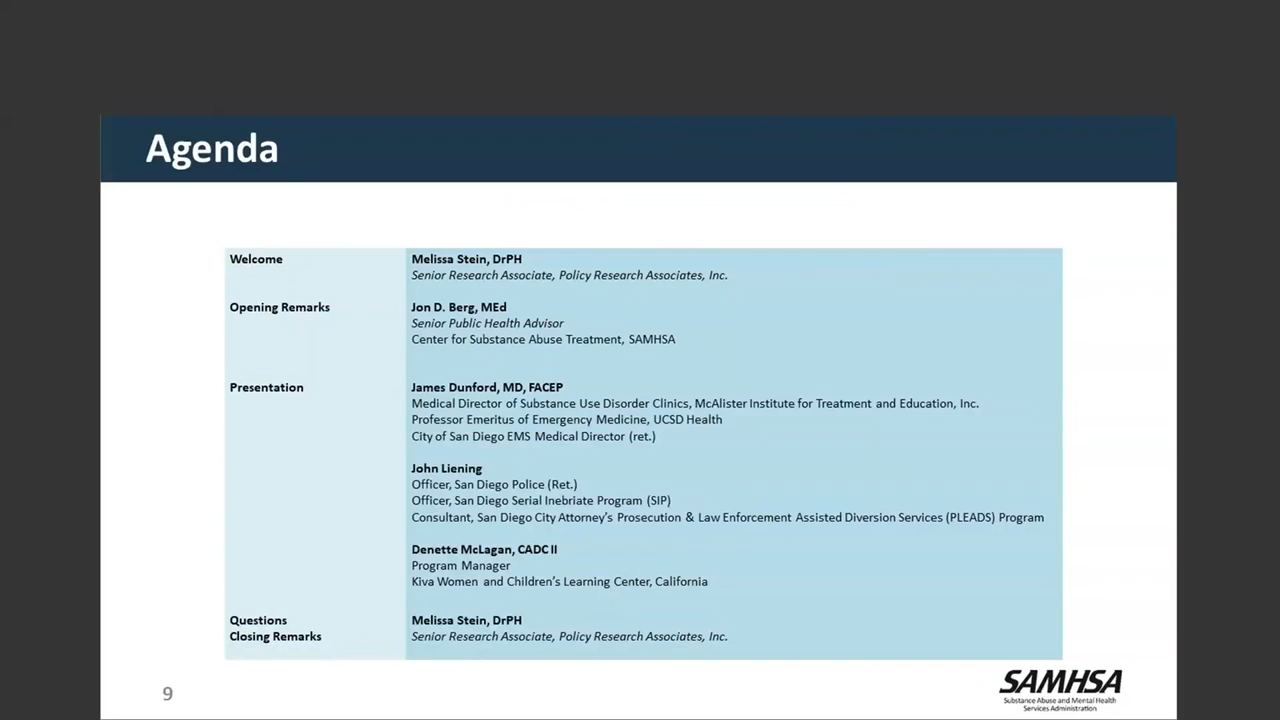 Agenda
Welcome
Melissa Stein, DrPH
Senior Research Associate, Policy Research Associates, Inc.
Opening Remarks
Jon D. Berg, MEd
Senior Public Health Advisor
Center for Substance Abuse Treatment, SAMHSA
Presentation
James Dunford, MD, FACEP
Medical Director of Substance Use Disorder Clinics, McAlister Institute for Treatment and Education, Inc.
Professor Emeritus of Emergency Medicine, UCSD Health
City of San Diego EMS Medical Director (ret.)
John Liening
Officer, San Diego Police (Ret.)
Officer, San Diego Serial Inebriate Program (SIP)
Consultant, San Diego City Attorney's Prosecution & Law Enforcement Assisted Diversion Services (PLEADS) Program
Denette McLagan, CADC II
Program Manager
Kiva Women and Children's Learning Center, California
Questions
Closing Remarks
Melissa Stein, DrPH
Senior Research Associate, Policy Research Associates, Inc.
9
SAMHSA
Substance Abuse and Mental Health
Services Administration